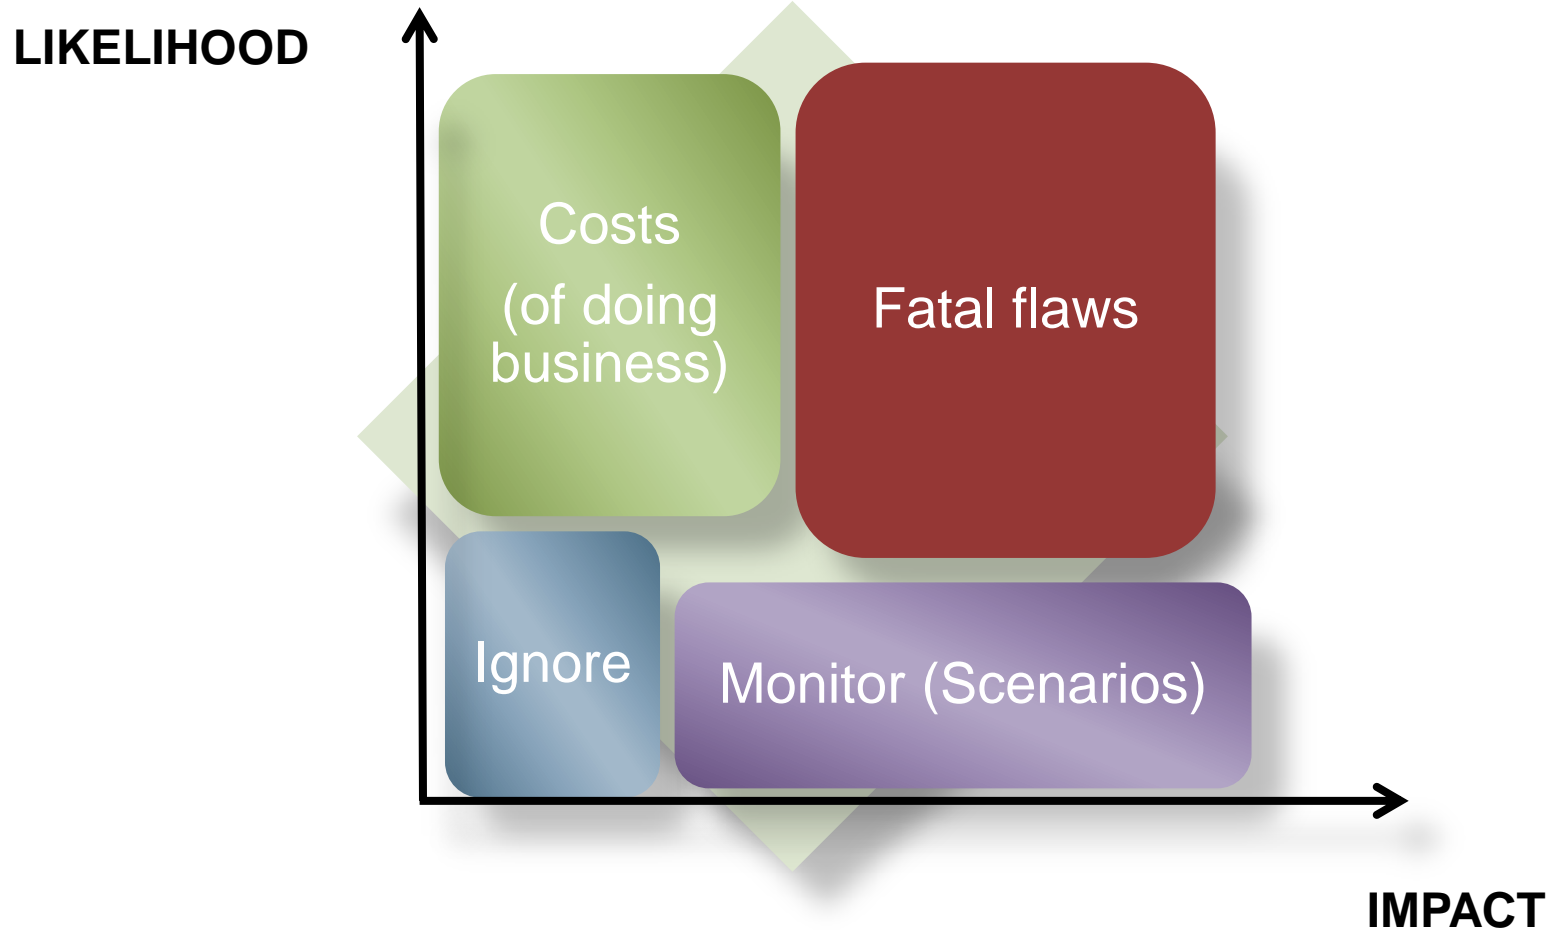 LIKELIHOOD
Costs
(of doing
business)
Fatal flaws
Ignore
Monitor (Scenarios)
IMPACT